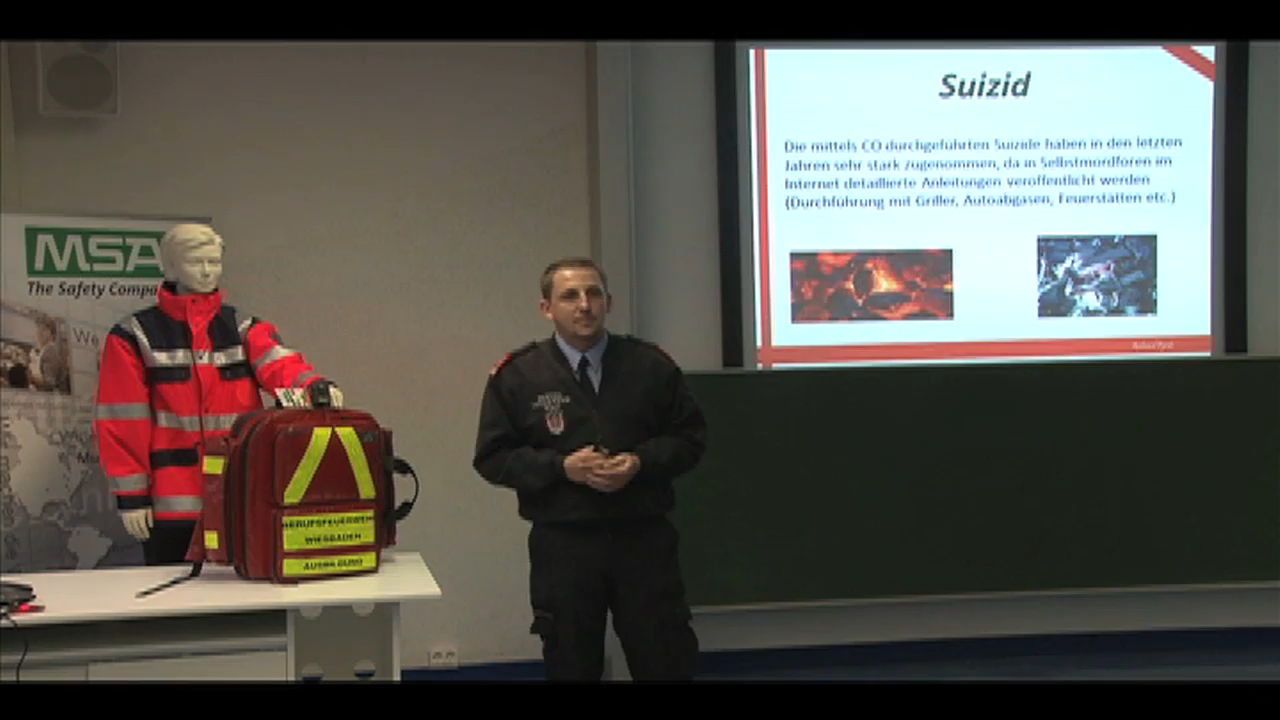 Suizid
Die mittels CO durchgeführten Suizide haben in den letzten
Jahren sehr stark zugenommen, da in Selbstmordforen im
Internet detaillierte Anleitungen veröffentlicht werden
(Durchführung mit Griller, Autoabgasen, Feuerstätten etc.)
MSA
The Safety Compa
We
BERUFSFEUERWEHR
WIESBADEN
AUSBILDUNG